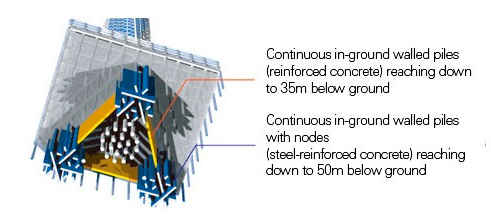 Continuous in-ground walled piles
(reinforced concrete) reaching down
to 35m below ground
Continuous in-ground walled piles
with nodes
(steel-reinforced concrete) reaching
down to 50m below ground